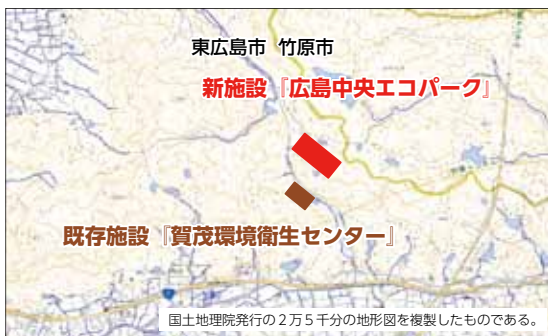 東広島市 竹原市
新施設『広島中央エコパーク』
既存施設『賀茂環境衛生センター』
国土地理院発行の2万5千分の地形図を複製したものである。